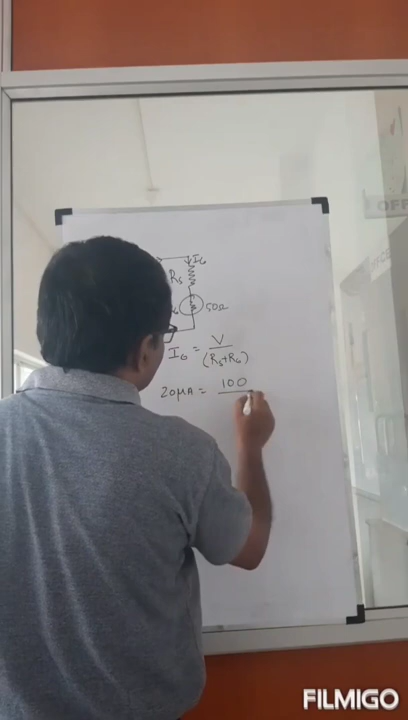 IG
RS
50Ω
IG = V / (RS+RG)
20μA = 100
OFF
FILMIGO